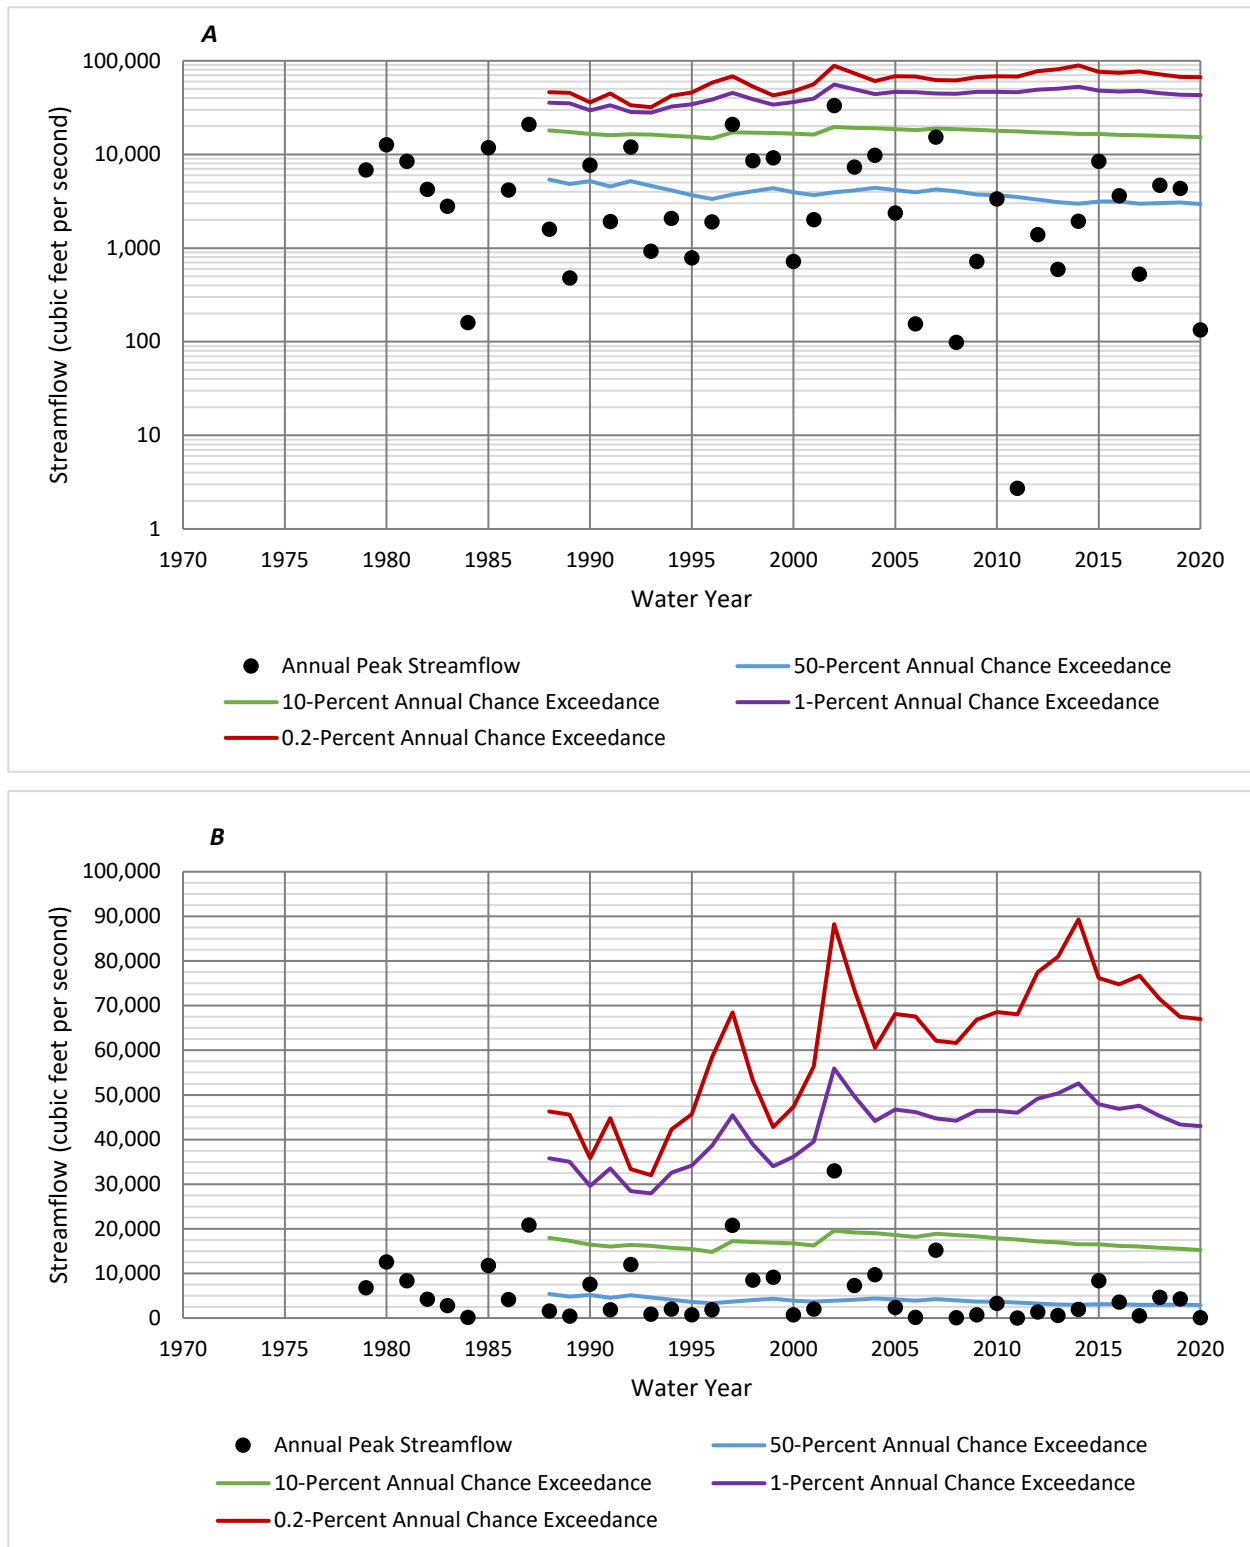 A
100,000
10,000
1,000
100
10
1
Streamflow (cubic feet per second)
1970 1975 1980 1985 1990 1995 2000 2005 2010 2015 2020
Water Year
Annual Peak Streamflow
50-Percent Annual Chance Exceedance
10-Percent Annual Chance Exceedance
1-Percent Annual Chance Exceedance
0.2-Percent Annual Chance Exceedance
B
100,000
90,000
80,000
70,000
60,000
50,000
40,000
30,000
20,000
10,000
0
Streamflow (cubic feet per second)
1970 1975 1980 1985 1990 1995 2000 2005 2010 2015 2020
Water Year
Annual Peak Streamflow
50-Percent Annual Chance Exceedance
10-Percent Annual Chance Exceedance
1-Percent Annual Chance Exceedance
0.2-Percent Annual Chance Exceedance